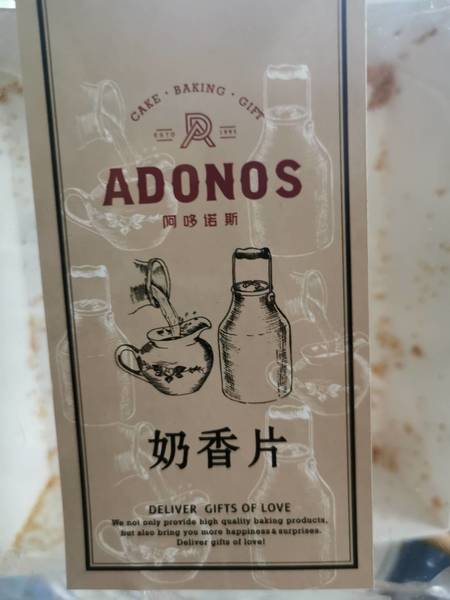 CAKE · BAKING · GIFT
ESTD 1995
ADONOS
阿哆诺斯
奶香片
DELIVER GIFTS OF LOVE
We not only provide high quality baking products,
but also bring you more happiness & surprises.
Deliver gifts of love!